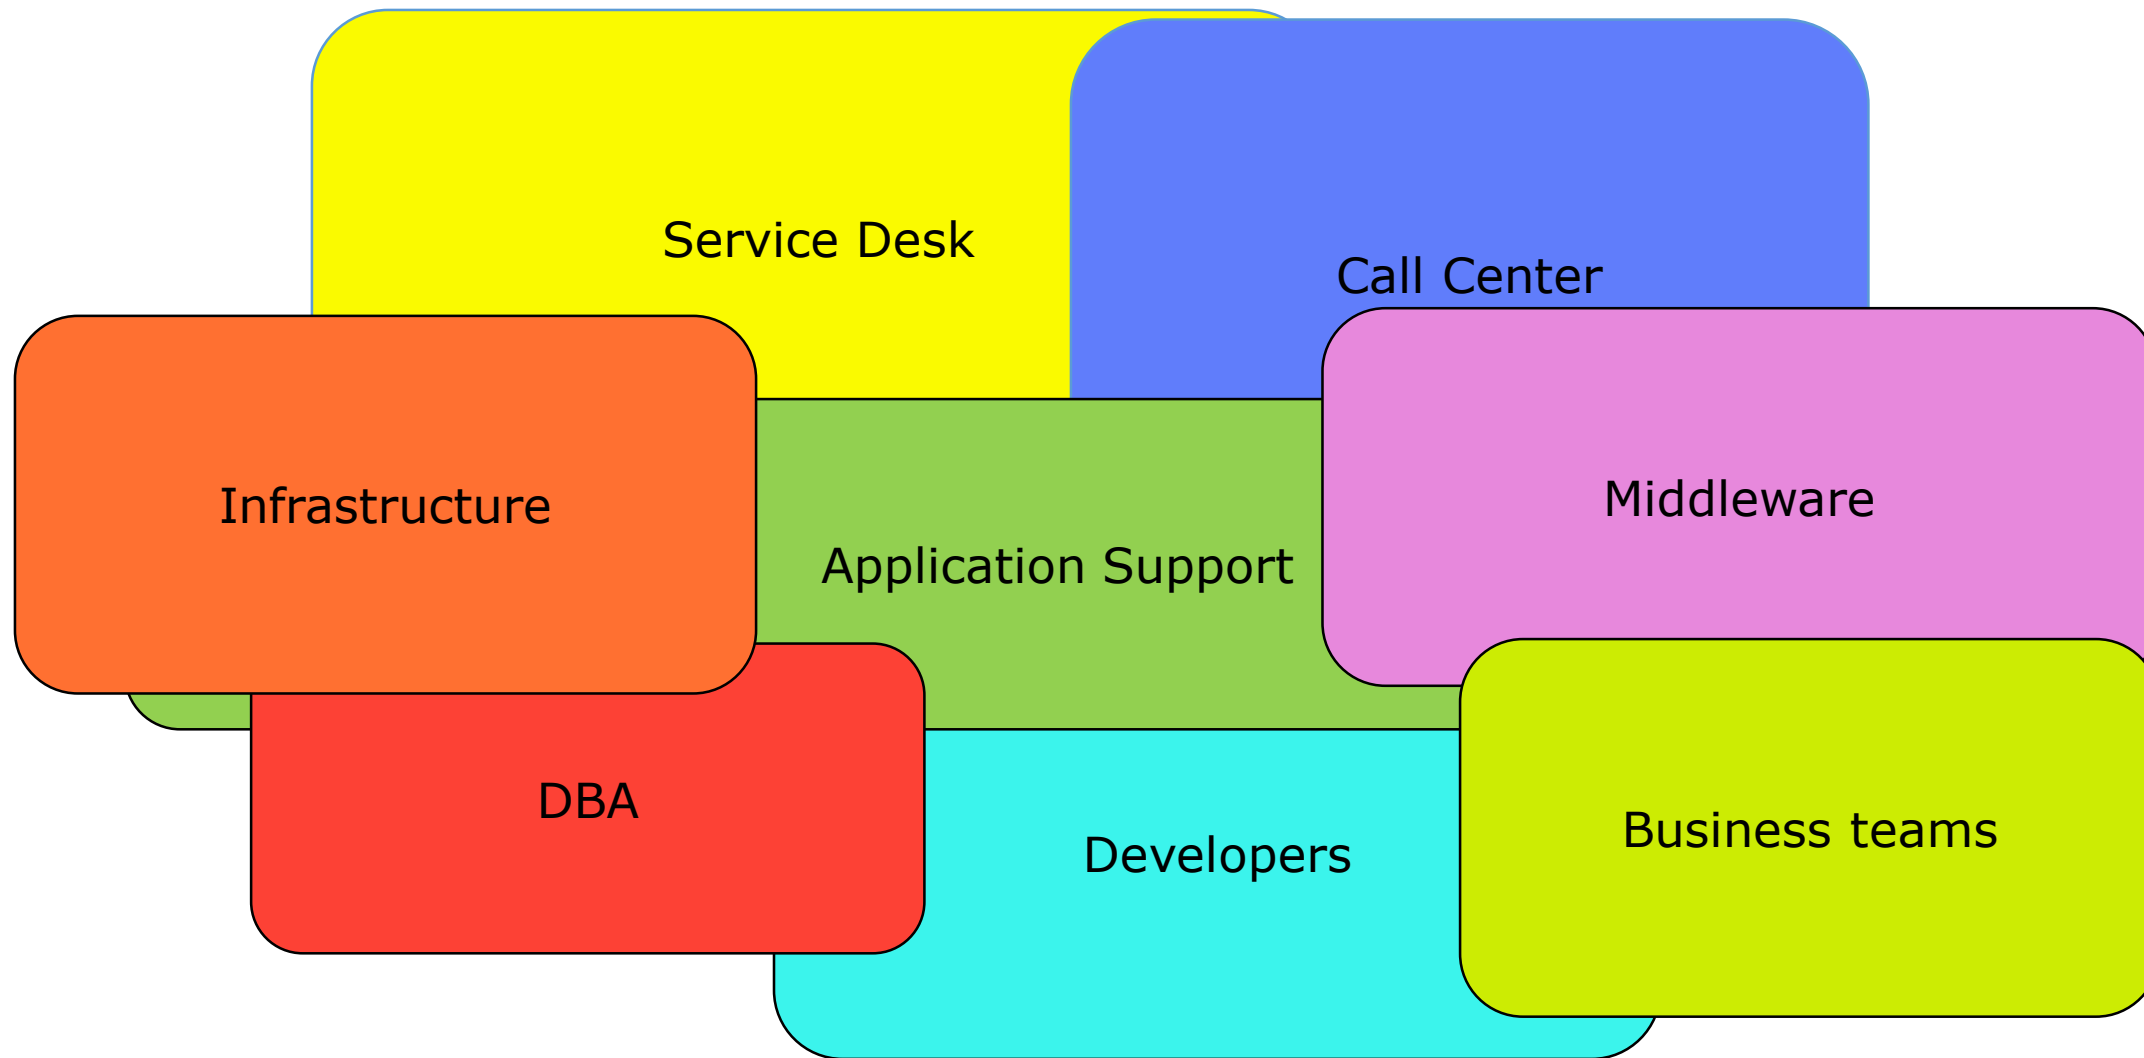 Service Desk
Call Center
Infrastructure
Middleware
Application Support
DBA
Developers
Business teams